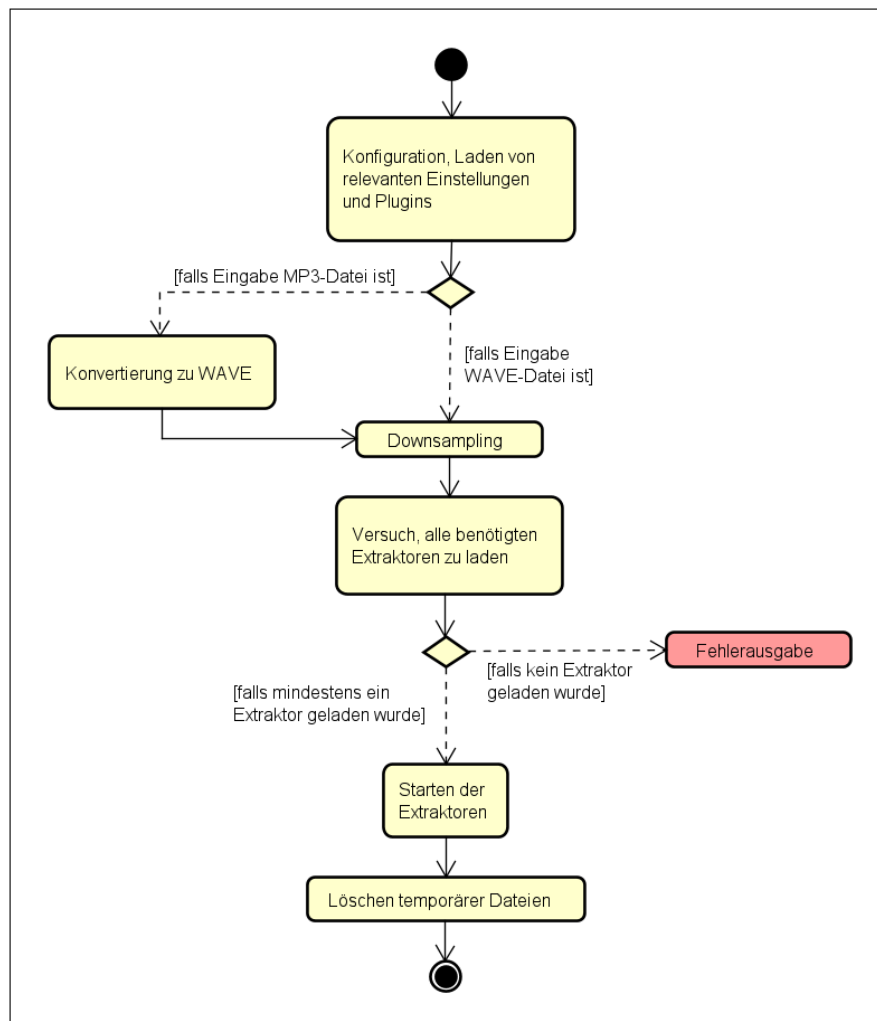 Konfiguration, Laden von
relevanten Einstellungen
und Plugins
[falls Eingabe MP3-Datei ist]
[falls Eingabe
WAVE-Datei ist]
Konvertierung zu WAVE
Downsampling
Versuch, alle benötigten
Extraktoren zu laden
Fehlerausgabe
[falls kein Extraktor
geladen wurde]
[falls mindestens ein
Extraktor geladen wurde]
Starten der
Extraktoren
Löschen temporärer Dateien